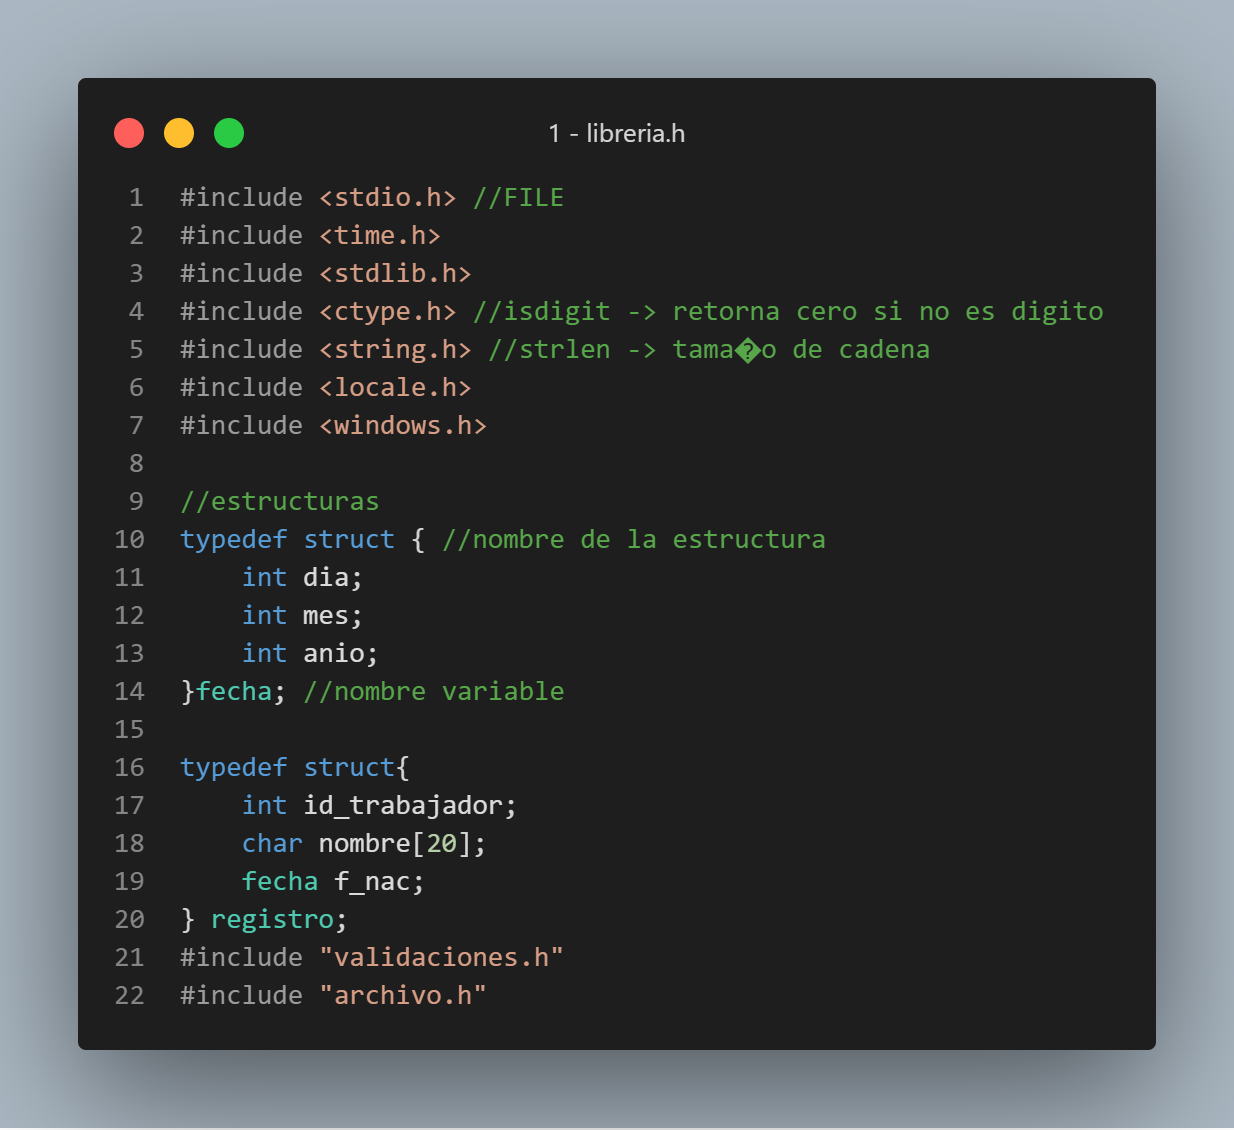 1 - libreria.h
1 #include <stdio.h> //FILE
2 #include <time.h>
3 #include <stdlib.h>
4 #include <ctype.h> //isdigit -> retorna cero si no es digito
5 #include <string.h> //strlen -> tama�o de cadena
6 #include <locale.h>
7 #include <windows.h>
8
9 //estructuras
10 typedef struct { //nombre de la estructura
11     int dia;
12     int mes;
13     int anio;
14 }fecha; //nombre variable
15
16 typedef struct{
17     int id_trabajador;
18     char nombre[20];
19     fecha f_nac;
20 } registro;
21 #include "validaciones.h"
22 #include "archivo.h"